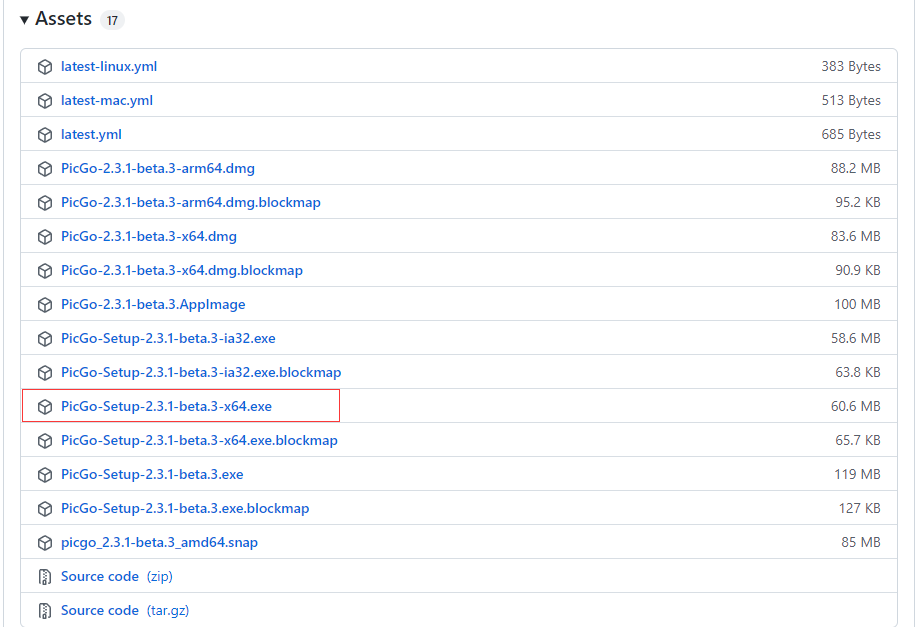 Assets 17
latest-linux.yml 383 Bytes
latest-mac.yml 513 Bytes
latest.yml 685 Bytes
PicGo-2.3.1-beta.3-arm64.dmg 88.2 MB
PicGo-2.3.1-beta.3-arm64.dmg.blockmap 95.2 KB
PicGo-2.3.1-beta.3-x64.dmg 83.6 MB
PicGo-2.3.1-beta.3-x64.dmg.blockmap 90.9 KB
PicGo-2.3.1-beta.3.AppImage 100 MB
PicGo-Setup-2.3.1-beta.3-ia32.exe 58.6 MB
PicGo-Setup-2.3.1-beta.3-ia32.exe.blockmap 63.8 KB
PicGo-Setup-2.3.1-beta.3-x64.exe 60.6 MB
PicGo-Setup-2.3.1-beta.3-x64.exe.blockmap 65.7 KB
PicGo-Setup-2.3.1-beta.3.exe 119 MB
PicGo-Setup-2.3.1-beta.3.exe.blockmap 127 KB
picgo_2.3.1-beta.3_amd64.snap 85 MB
Source code (zip)
Source code (tar.gz)